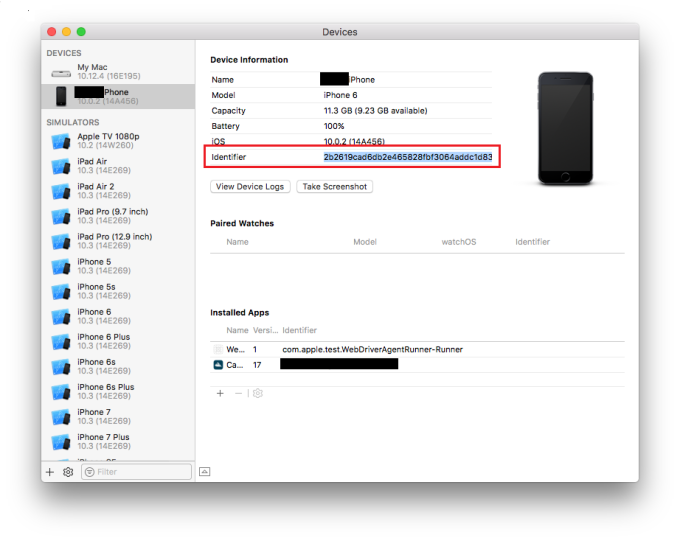 Devices
DEVICES
My Mac
10.12.4 (16E195)
Phone
10.0.2 (14A456)
SIMULATORS
Apple TV 1080p
10.2 (14W260)
iPad Air
10.3 (14E269)
iPad Air 2
10.3 (14E269)
iPad Pro (9.7 inch)
10.3 (14E269)
iPad Pro (12.9 inch)
10.3 (14E269)
iPhone 5
10.3 (14E269)
iPhone 5s
10.3 (14E269)
iPhone 6
10.3 (14E269)
iPhone 6 Plus
10.3 (14E269)
iPhone 6s
10.3 (14E269)
iPhone 6s Plus
10.3 (14E269)
iPhone 7
10.3 (14E269)
iPhone 7 Plus
10.3 (14E269)
Filter
Device Information
Name iPhone
Model iPhone 6
Capacity 11.3 GB (9.23 GB available)
Battery 100%
iOS 10.0.2 (14A456)
Identifier 2b2619cad6db2e465828fbf3064addc1d83
View Device Logs Take Screenshot
Paired Watches
Name Model watchOS Identifier
Installed Apps
Name Versi... Identifier
We... 1 com.apple.test.WebDriverAgentRunner-Runner
Ca... 17